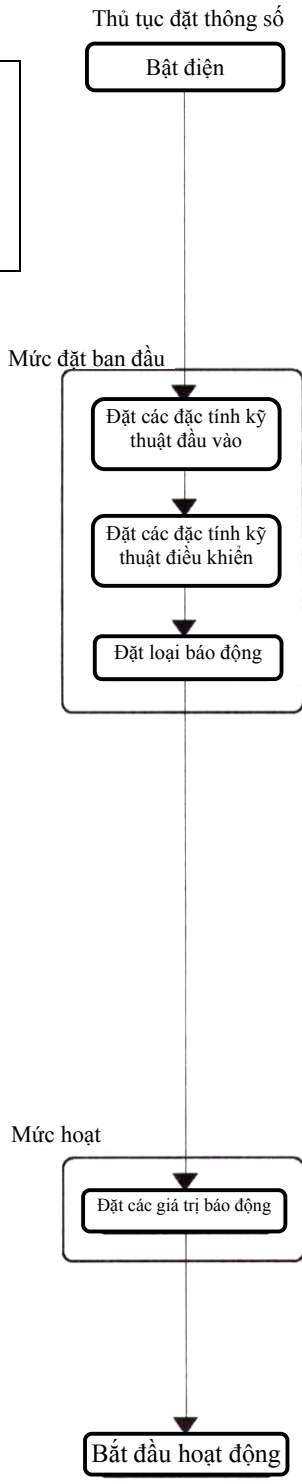 Thủ tục đặt thông số
Bật điện
Mức đặt ban đầu
Đặt các đặc tính kỹ
thuật đầu vào
Đặt các đặc tính kỹ
thuật điều khiển
Đặt loại báo động
Mức hoạt
Đặt các giá trị báo động
Bắt đầu hoạt động